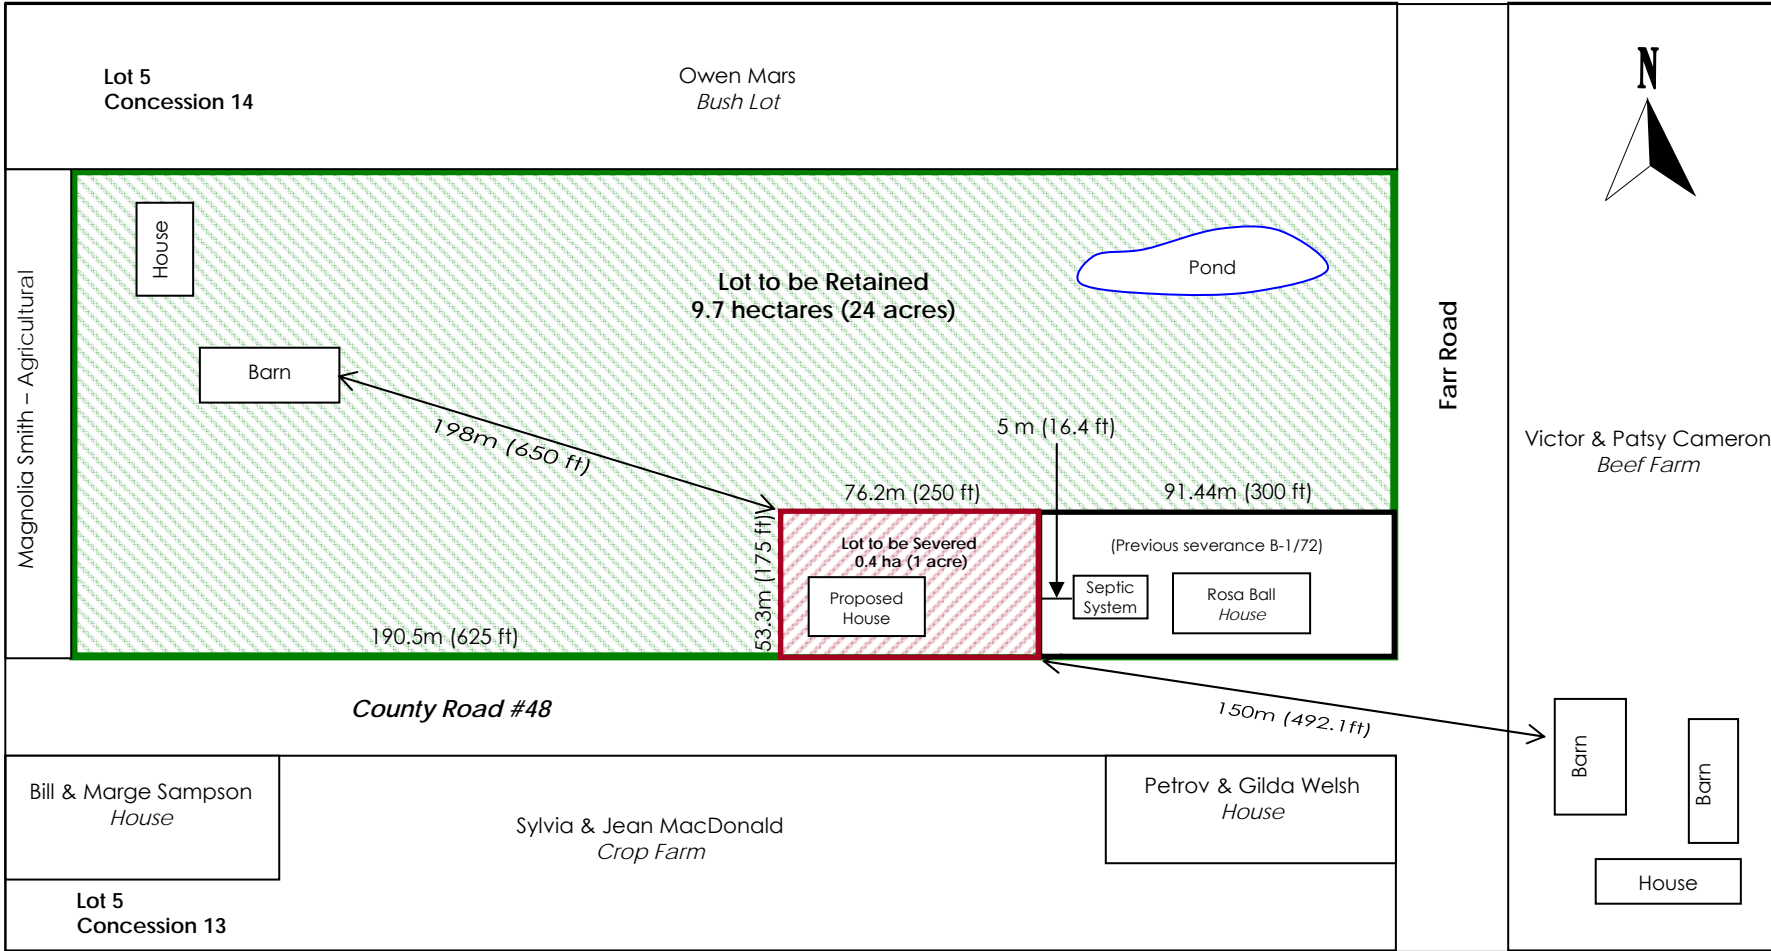 Lot 5
Concession 14
Owen Mars
Bush Lot
N
House
Pond
Lot to be Retained
9.7 hectares (24 acres)
Magnolia Smith – Agricultural
Barn
Farr Road
198m (650 ft)
5 m (16.4 ft)
Victor & Patsy Cameron
Beef Farm
76.2m (250 ft)
91.44m (300 ft)
53.3m (175 ft)
Lot to be Severed
0.4 ha (1 acre)
(Previous severance B-1/72)
Proposed
House
Septic
System
Rosa Ball
House
190.5m (625 ft)
County Road #48
150m (492.1ft)
Barn
Barn
House
Bill & Marge Sampson
House
Sylvia & Jean MacDonald
Crop Farm
Petrov & Gilda Welsh
House
Lot 5
Concession 13